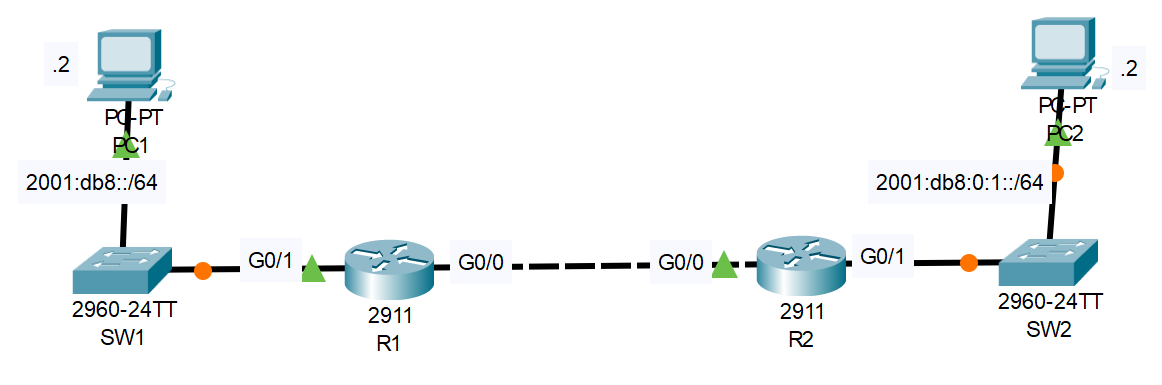 .2
PC-PT
PC1
2001:db8::/64
2960-24TT
SW1
G0/1
2911
R1
G0/0
G0/0
2911
R2
G0/1
.2
PC-PT
PC2
2001:db8:0:1::/64
2960-24TT
SW2